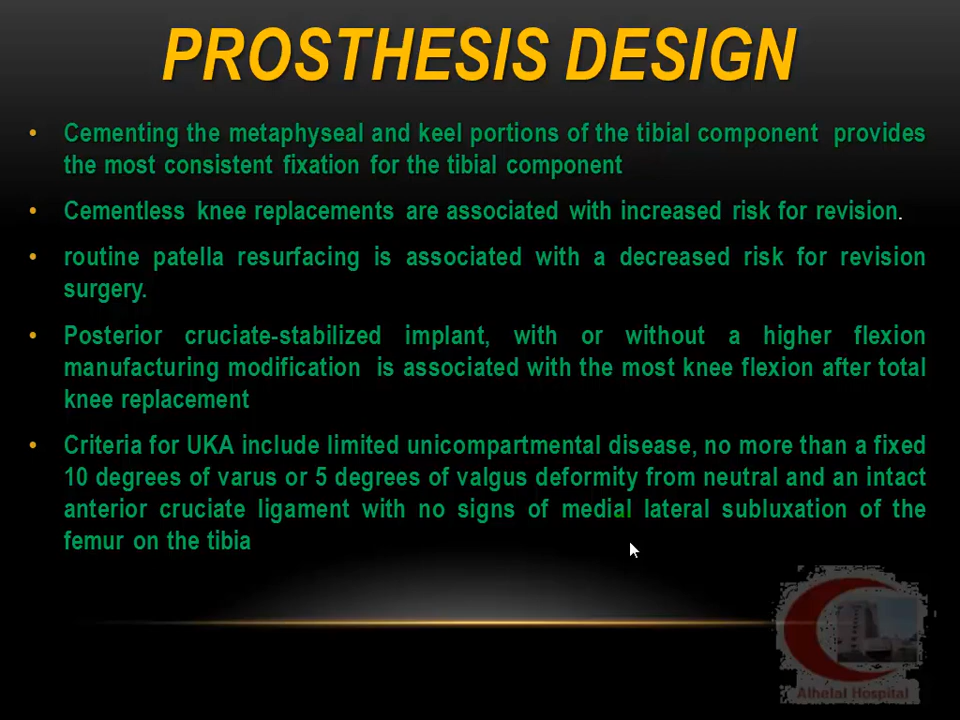 PROSTHESIS DESIGN
• Cementing the metaphyseal and keel portions of the tibial component provides
the most consistent fixation for the tibial component
• Cementless knee replacements are associated with increased risk for revision.
• routine patella resurfacing is associated with a decreased risk for revision
surgery.
• Posterior cruciate-stabilized implant, with or without a higher flexion
manufacturing modification is associated with the most knee flexion after total
knee replacement
• Criteria for UKA include limited unicompartmental disease, no more than a fixed
10 degrees of varus or 5 degrees of valgus deformity from neutral and an intact
anterior cruciate ligament with no signs of medial lateral subluxation of the
femur on the tibia
Alhelal Hospital